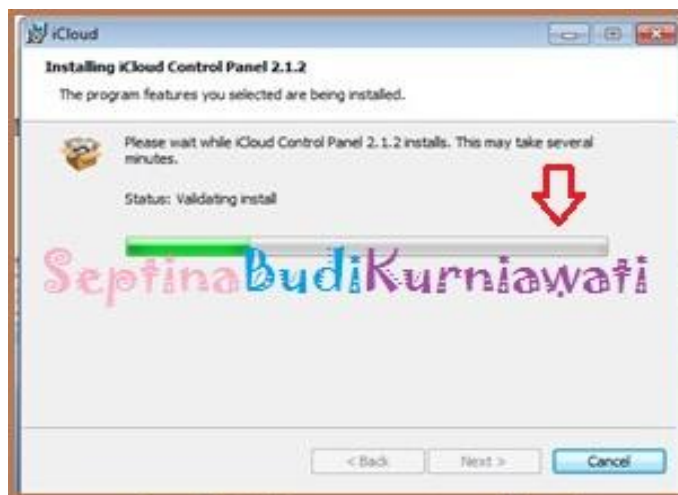 iCloud
Installing iCloud Control Panel 2.1.2
The program features you selected are being installed.
Please wait while iCloud Control Panel 2.1.2 installs. This may take several
minutes.
Status: Validating install
SeptinaBudiKurniawati
< Back Next > Cancel